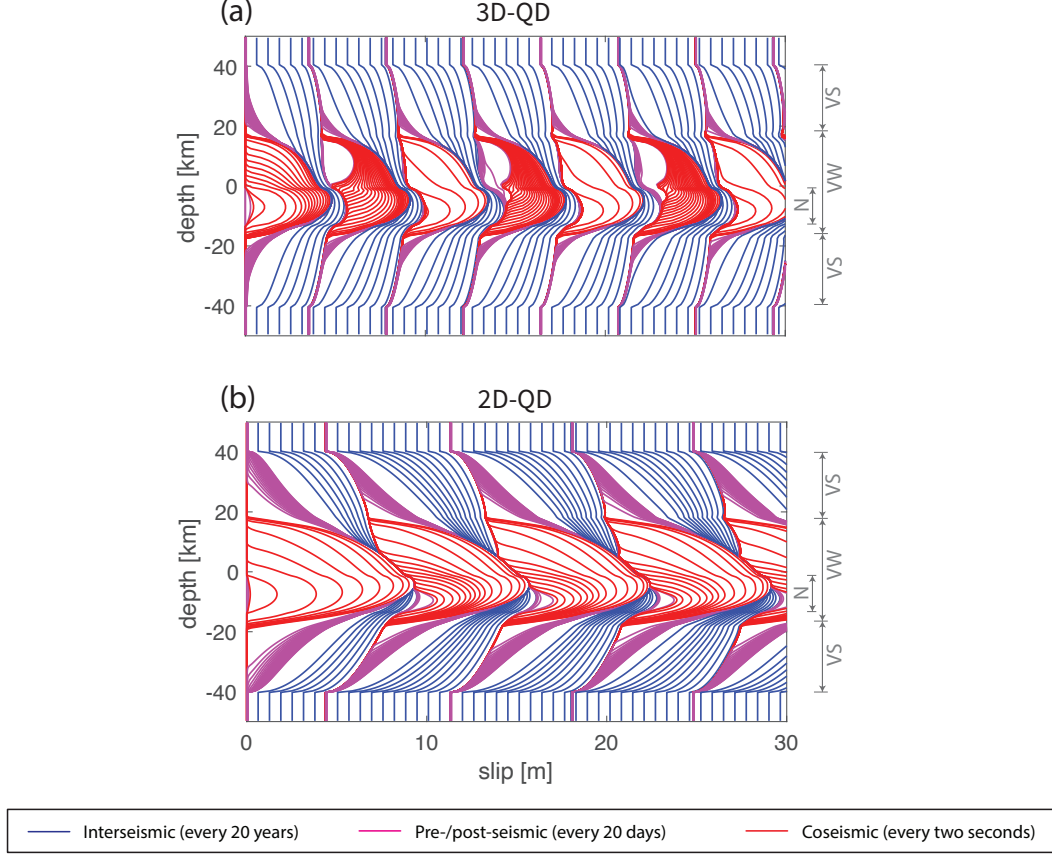 (a) 3D-QD
40
20
0
-20
-40
depth [km]
VS
VW
N
VS
(b) 2D-QD
40
20
0
-20
-40
depth [km]
VS
VW
N
VS
0 10 20 30
slip [m]
Interseismic (every 20 years) Pre-/post-seismic (every 20 days) Coseismic (every two seconds)